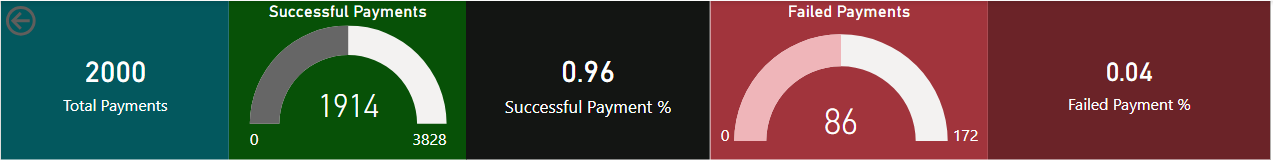 2000
Total Payments
Successful Payments
1914
0
3828
0.96
Successful Payment %
Failed Payments
86
0
172
0.04
Failed Payment %